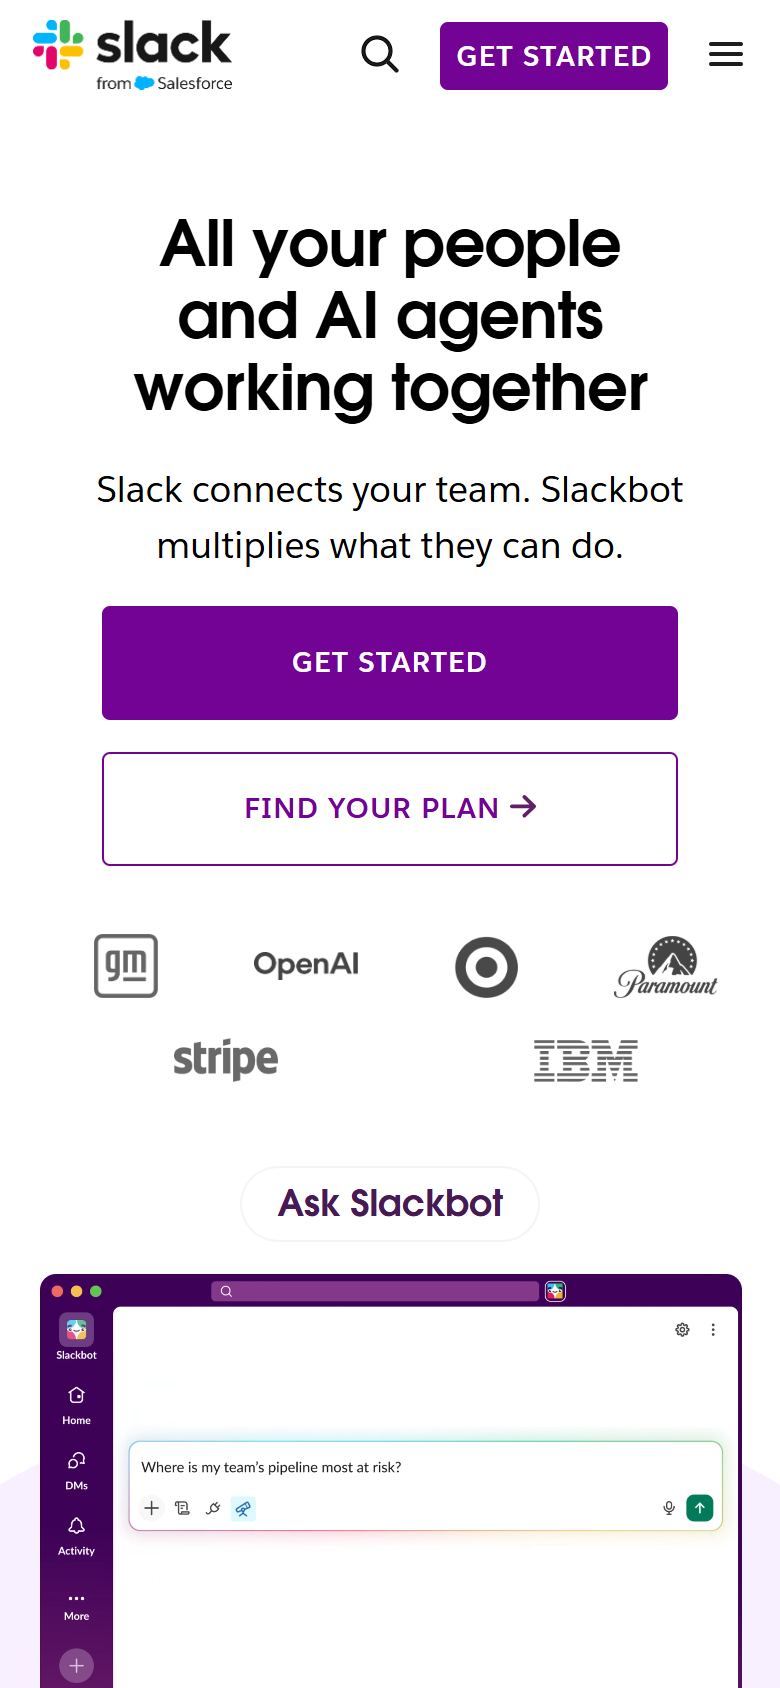 slack
from Salesforce
GET STARTED
All your people
and AI agents
working together
Slack connects your team. Slackbot
multiplies what they can do.
GET STARTED
FIND YOUR PLAN →
gm
OpenAI
Paramount
stripe
IBM
Ask Slackbot
Slackbot
Home
DMs
Activity
More
Where is my team’s pipeline most at risk?